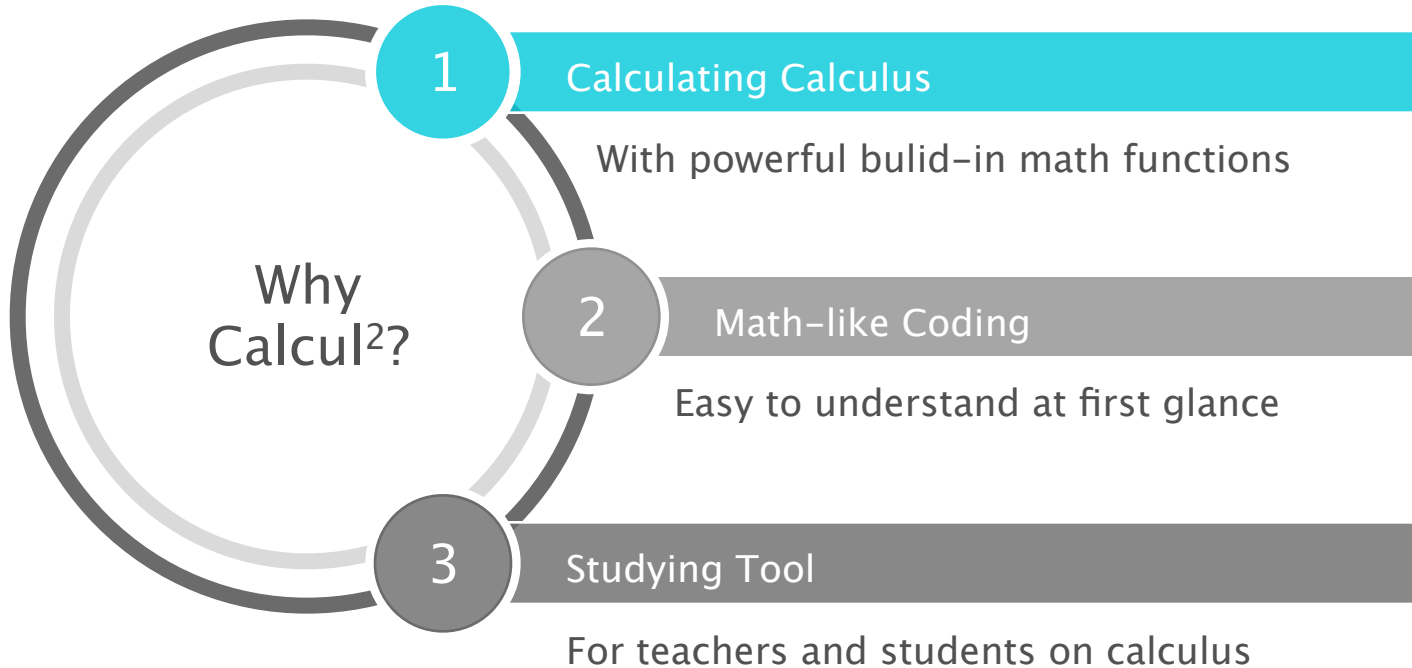 Why
Calcul²?
1
Calculating Calculus
With powerful bulid-in math functions
2
Math-like Coding
Easy to understand at first glance
3
Studying Tool
For teachers and students on calculus